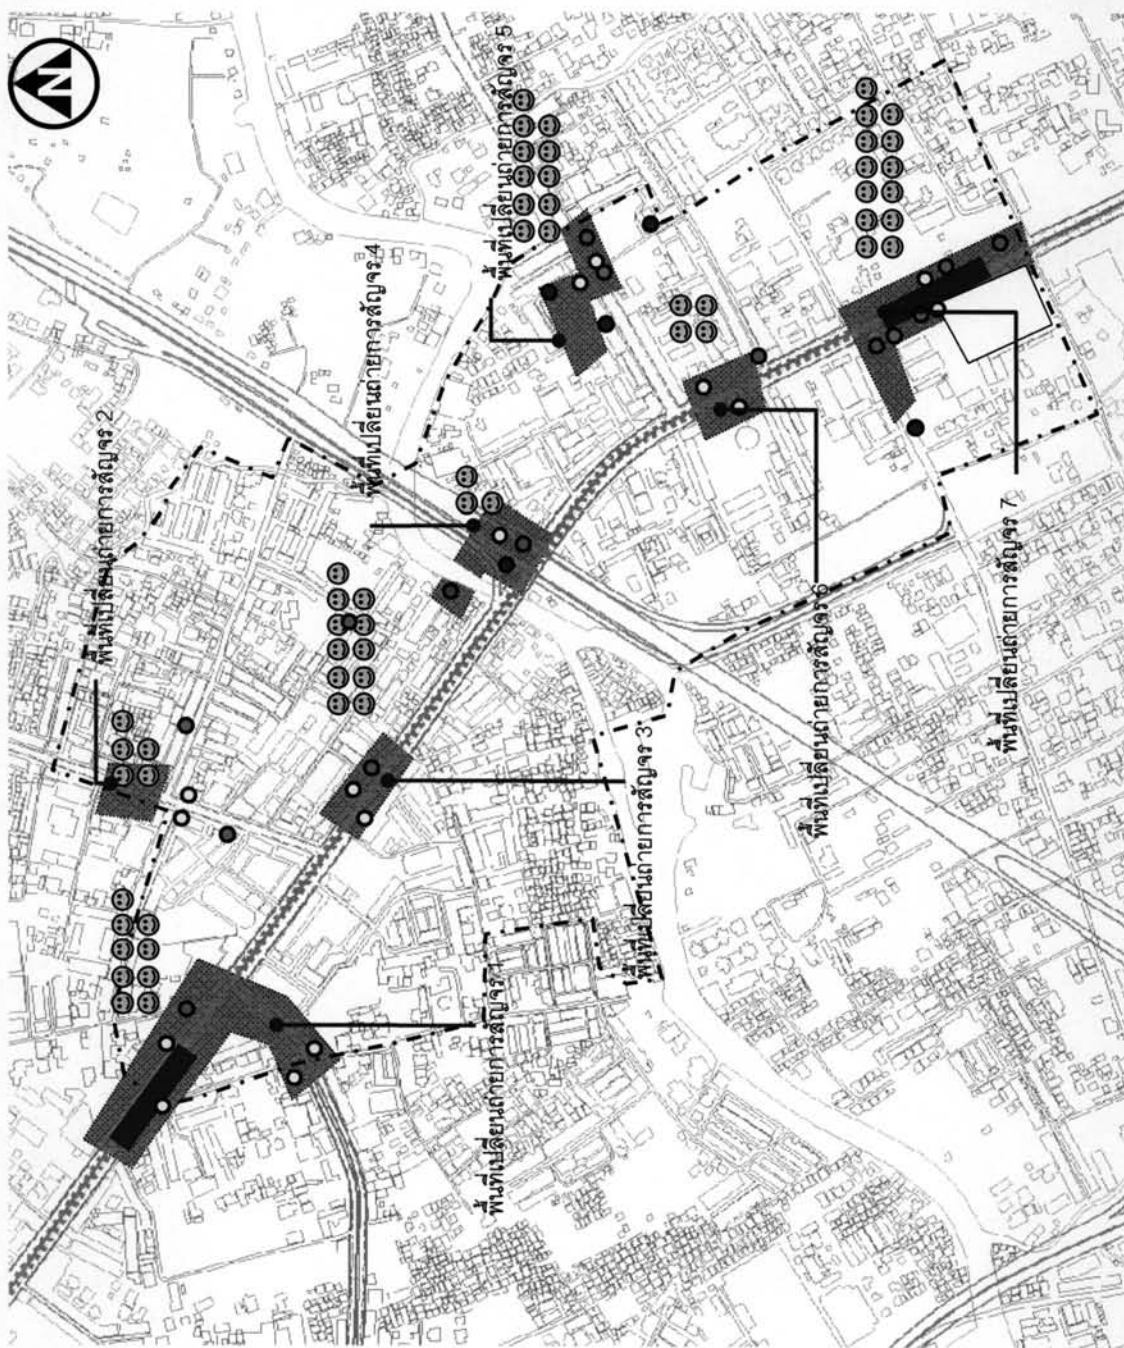 N
พื้นที่เปลี่ยนถ่ายการสัญจร 1
พื้นที่เปลี่ยนถ่ายการสัญจร 2
พื้นที่เปลี่ยนถ่ายการสัญจร 3
พื้นที่เปลี่ยนถ่ายการสัญจร 4
พื้นที่เปลี่ยนถ่ายการสัญจร 5
พื้นที่เปลี่ยนถ่ายการสัญจร 6
พื้นที่เปลี่ยนถ่ายการสัญจร 7